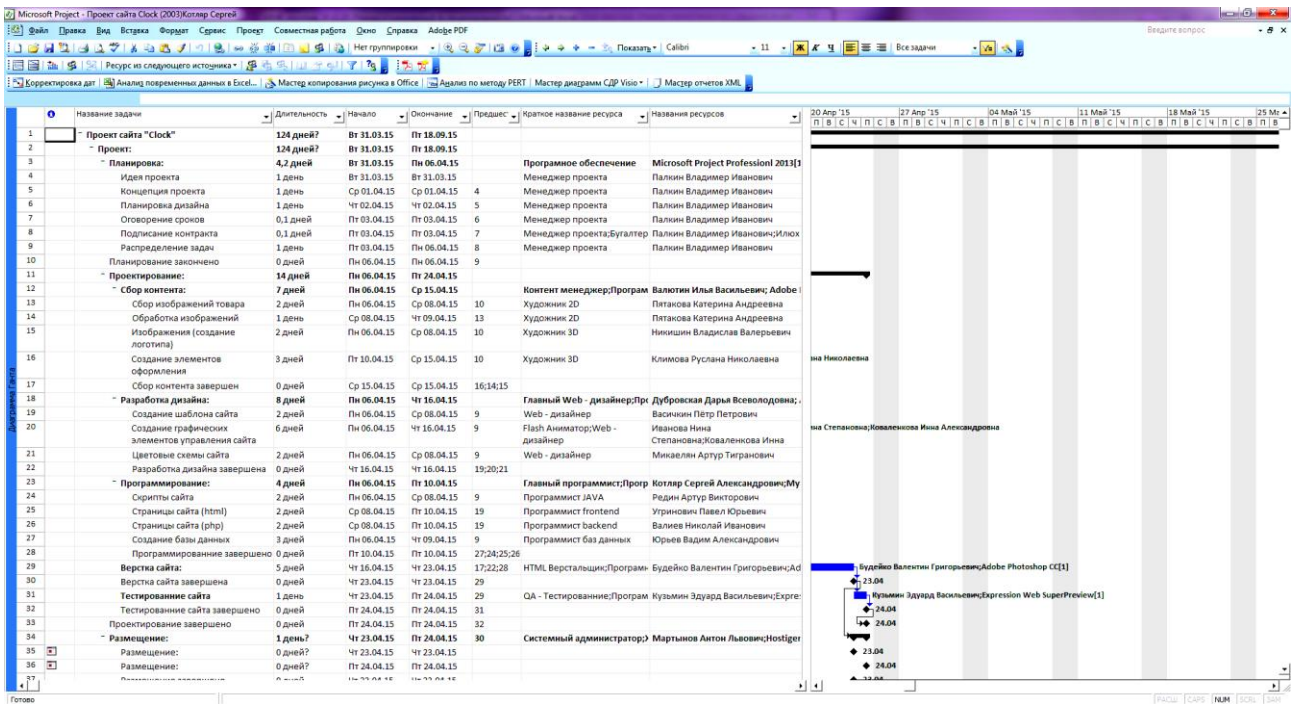 Microsoft Project - Проект сайта Clock (2003)Котляр Сергей
Файл Правка Вид Вставка Формат Сервис Проект Совместная работа Окно Справка Adobe PDF Введите вопрос
Нет группировки Показать Calibri 11 Ж К Ч Все задачи
Ресурс из следующего источника
Корректировка дат Анализ повременных данных в Excel... Мастер копирования рисунка в Office Анализ по методу PERT Мастер диаграмм СДР Visio Мастер отчетов XML
Название задачи Длительность Начало Окончание Предшест Краткое название ресурса Названия ресурсов 20 Апр '15 27 Апр '15 04 Май '15 11 Май '15 18 Май '15 25 Ма
П В С Ч П С В П В С Ч П С В П В С Ч П С В П В С Ч П С В П В С Ч П С В П В
1 Проект сайта "Clock" 124 дней? Вт 31.03.15 Пт 18.09.15
2 Проект: 124 дней? Вт 31.03.15 Пт 18.09.15
3 Планировка: 4,2 дней Вт 31.03.15 Пн 06.04.15 Програмное обеспечение Microsoft Project Professionl 2013[1
4 Идея проекта 1 день Вт 31.03.15 Вт 31.03.15 Менеджер проекта Палкин Владимер Иванович
5 Концепция проекта 1 день Ср 01.04.15 Ср 01.04.15 4 Менеджер проекта Палкин Владимер Иванович
6 Планировка дизайна 1 день Чт 02.04.15 Чт 02.04.15 5 Менеджер проекта Палкин Владимер Иванович
7 Оговорение сроков 0,1 дней Пт 03.04.15 Пт 03.04.15 6 Менеджер проекта Палкин Владимер Иванович
8 Подписание контракта 0,1 дней Пт 03.04.15 Пт 03.04.15 7 Менеджер проекта;Бугалтер Палкин Владимер Иванович;Илюх
9 Распределение задач 1 день Пт 03.04.15 Пн 06.04.15 8 Менеджер проекта Палкин Владимер Иванович
10 Планирование закончено 0 дней Пн 06.04.15 Пн 06.04.15 9
11 Проектирование: 14 дней Пн 06.04.15 Пт 24.04.15
12 Сбор контента: 7 дней Пн 06.04.15 Ср 15.04.15 Контент менеджер;Програм Валютин Илья Васильевич; Adobe
13 Сбор изображений товара 2 дней Пн 06.04.15 Ср 08.04.15 10 Художник 2D Пятакова Катерина Андреевна
14 Обработка изображений 1 день Ср 08.04.15 Чт 09.04.15 13 Художник 2D Пятакова Катерина Андреевна
15 Изображения (создание 2 дней Пн 06.04.15 Ср 08.04.15 10 Художник 3D Никишин Владислав Валерьевич
логотипа)
16 Создание элементов 3 дней Пт 10.04.15 Ср 15.04.15 10 Художник 3D Климова Руслана Николаевна на Николаевна
оформления
17 Сбор контента завершен 0 дней Ср 15.04.15 Ср 15.04.15 16;14;15
18 Разработка дизайна: 8 дней Пн 06.04.15 Чт 16.04.15 Главный Web - дизайнер;Прс Дубровская Дарья Всеволодовна;
19 Создание шаблона сайта 2 дней Пн 06.04.15 Ср 08.04.15 9 Web - дизайнер Васичкин Пётр Петрович
20 Создание графических 6 дней Пн 06.04.15 Чт 16.04.15 9 Flash Аниматор;Web - Иванова Нина на Степановна;Коваленкова Инна Александровна
элементов управления сайта дизайнер Степановна;Коваленкова Инна
21 Цветовые схемы сайта 2 дней Пн 06.04.15 Ср 08.04.15 9 Web - дизайнер Микаелян Артур Тигранович
22 Разработка дизайна завершена 0 дней Чт 16.04.15 Чт 16.04.15 19;20;21
23 Программирование: 4 дней Пн 06.04.15 Пт 10.04.15 Главный программист;Прогр Котляр Сергей Александрович;Му
24 Скрипты сайта 2 дней Пн 06.04.15 Ср 08.04.15 9 Программист JAVA Редин Артур Викторович
25 Страницы сайта (html) 2 дней Ср 08.04.15 Пт 10.04.15 19 Программист frontend Угринович Павел Юрьевич
26 Страницы сайта (php) 2 дней Ср 08.04.15 Пт 10.04.15 19 Программист backend Валиев Николай Иванович
27 Создание базы данных 3 дней Пн 06.04.15 Чт 09.04.15 9 Программист баз данных Юрьев Вадим Александрович
28 Программированние завершено 0 дней Пт 10.04.15 Пт 10.04.15 27;24;25;26
29 Верстка сайта: 5 дней Чт 16.04.15 Чт 23.04.15 17;22;28 HTML Верстальщик;Програмн Будейко Валентин Григорьевич;Ad Будейко Валентин Григорьевич;Adobe Photoshop CC[1]
30 Верстка сайта завершена 0 дней Чт 23.04.15 Чт 23.04.15 29 23.04
31 Тестированние сайта 1 день Чт 23.04.15 Пт 24.04.15 29 QA - Тестированние;Програм Кузьмин Эдуард Васильевич;Expre: Кузьмин Эдуард Васильевич;Expression Web SuperPreview[1]
32 Тестированние сайта завершено 0 дней Пт 24.04.15 Пт 24.04.15 31 24.04
33 Проектирование завершено 0 дней Пт 24.04.15 Пт 24.04.15 32 24.04
34 Размещение: 1 день? Чт 23.04.15 Пт 24.04.15 30 Системный администратор; Мартынов Антон Львович;Hostiger
35 Размещение: 0 дней? Чт 23.04.15 Чт 23.04.15 23.04
36 Размещение: 0 дней? Пт 24.04.15 Пт 24.04.15 24.04
Диаграмма Ганта
Готово РАСШ CAPS NUM SCRL ЗАМ